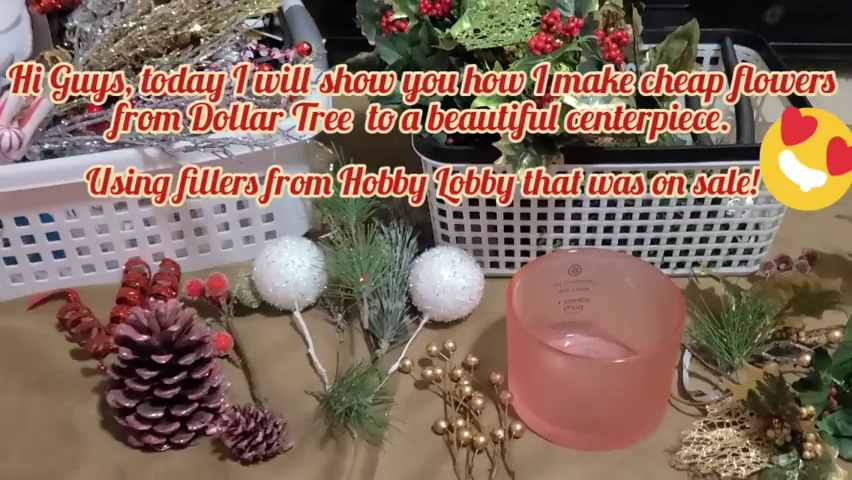 Hi Guys, today I will show you how I make cheap flowers
from Dollar Tree to a beautiful centerpiece.
Using fillers from Hobby Lobby that was on sale!